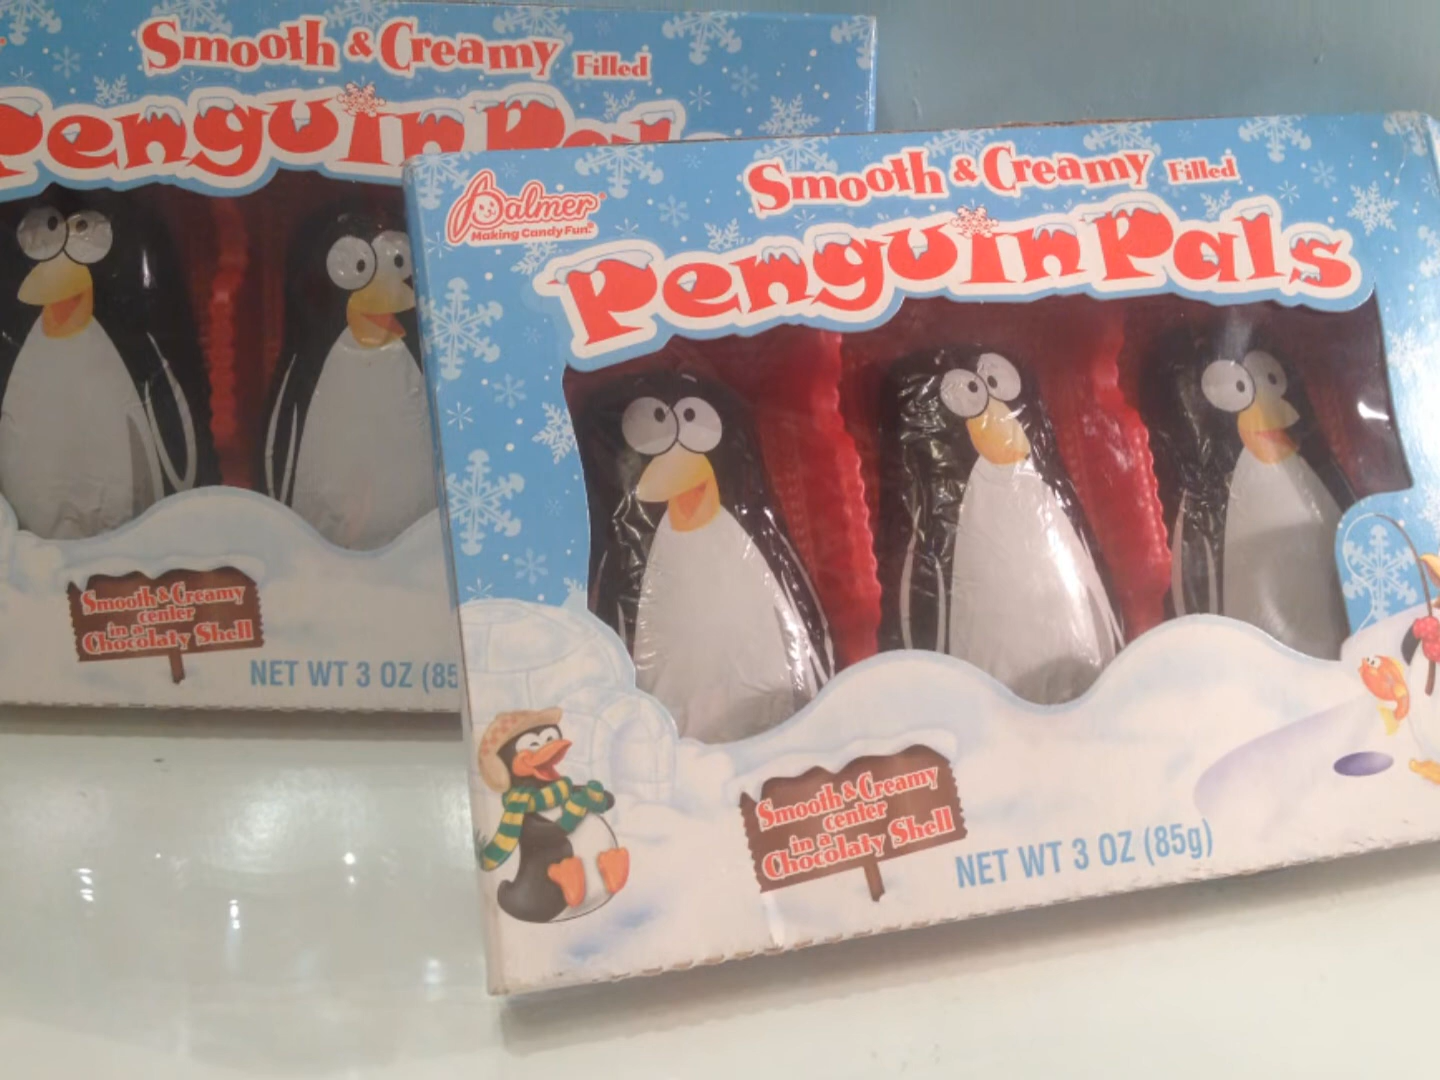 Smooth & Creamy Filled
Penguin Pals
Smooth & Creamy
center
in a
Chocolaty Shell
NET WT 3 OZ (85
Palmer®
Making Candy Fun.®
Smooth & Creamy Filled
Penguin Pals
Smooth & Creamy
center
in a
Chocolaty Shell
NET WT 3 OZ (85g)